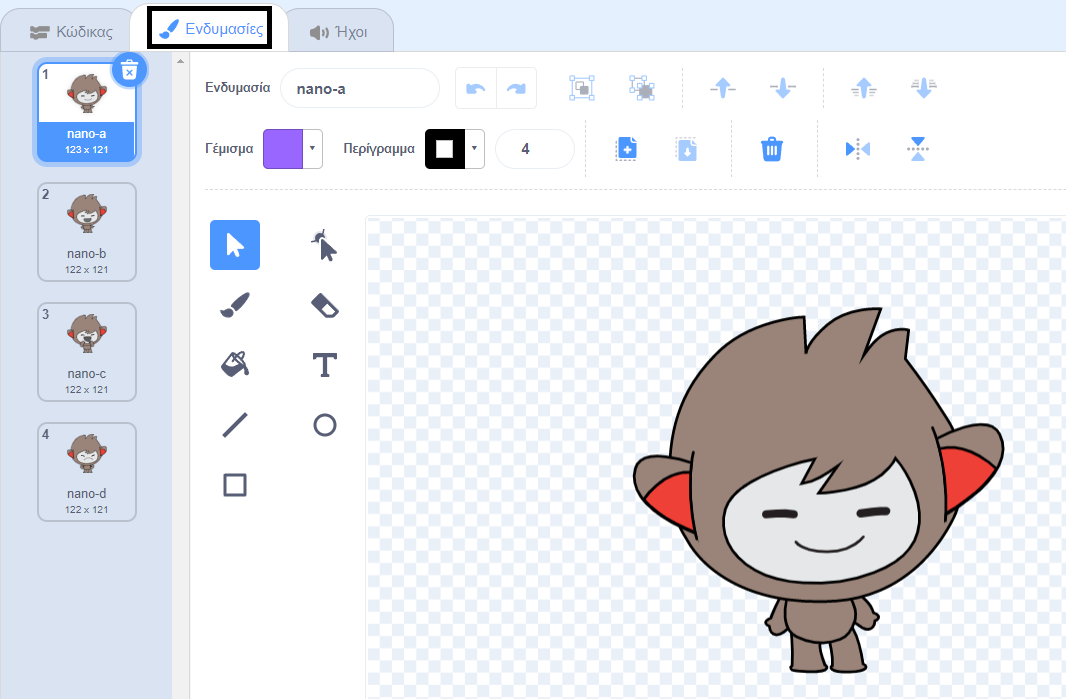 Κώδικας
Ενδυμασίες
Ήχοι
1
nano-a
123 x 121
2
nano-b
122 x 121
3
nano-c
122 x 121
4
nano-d
122 x 121
Ενδυμασία nano-a
Γέμισμα Περίγραμμα 4
T